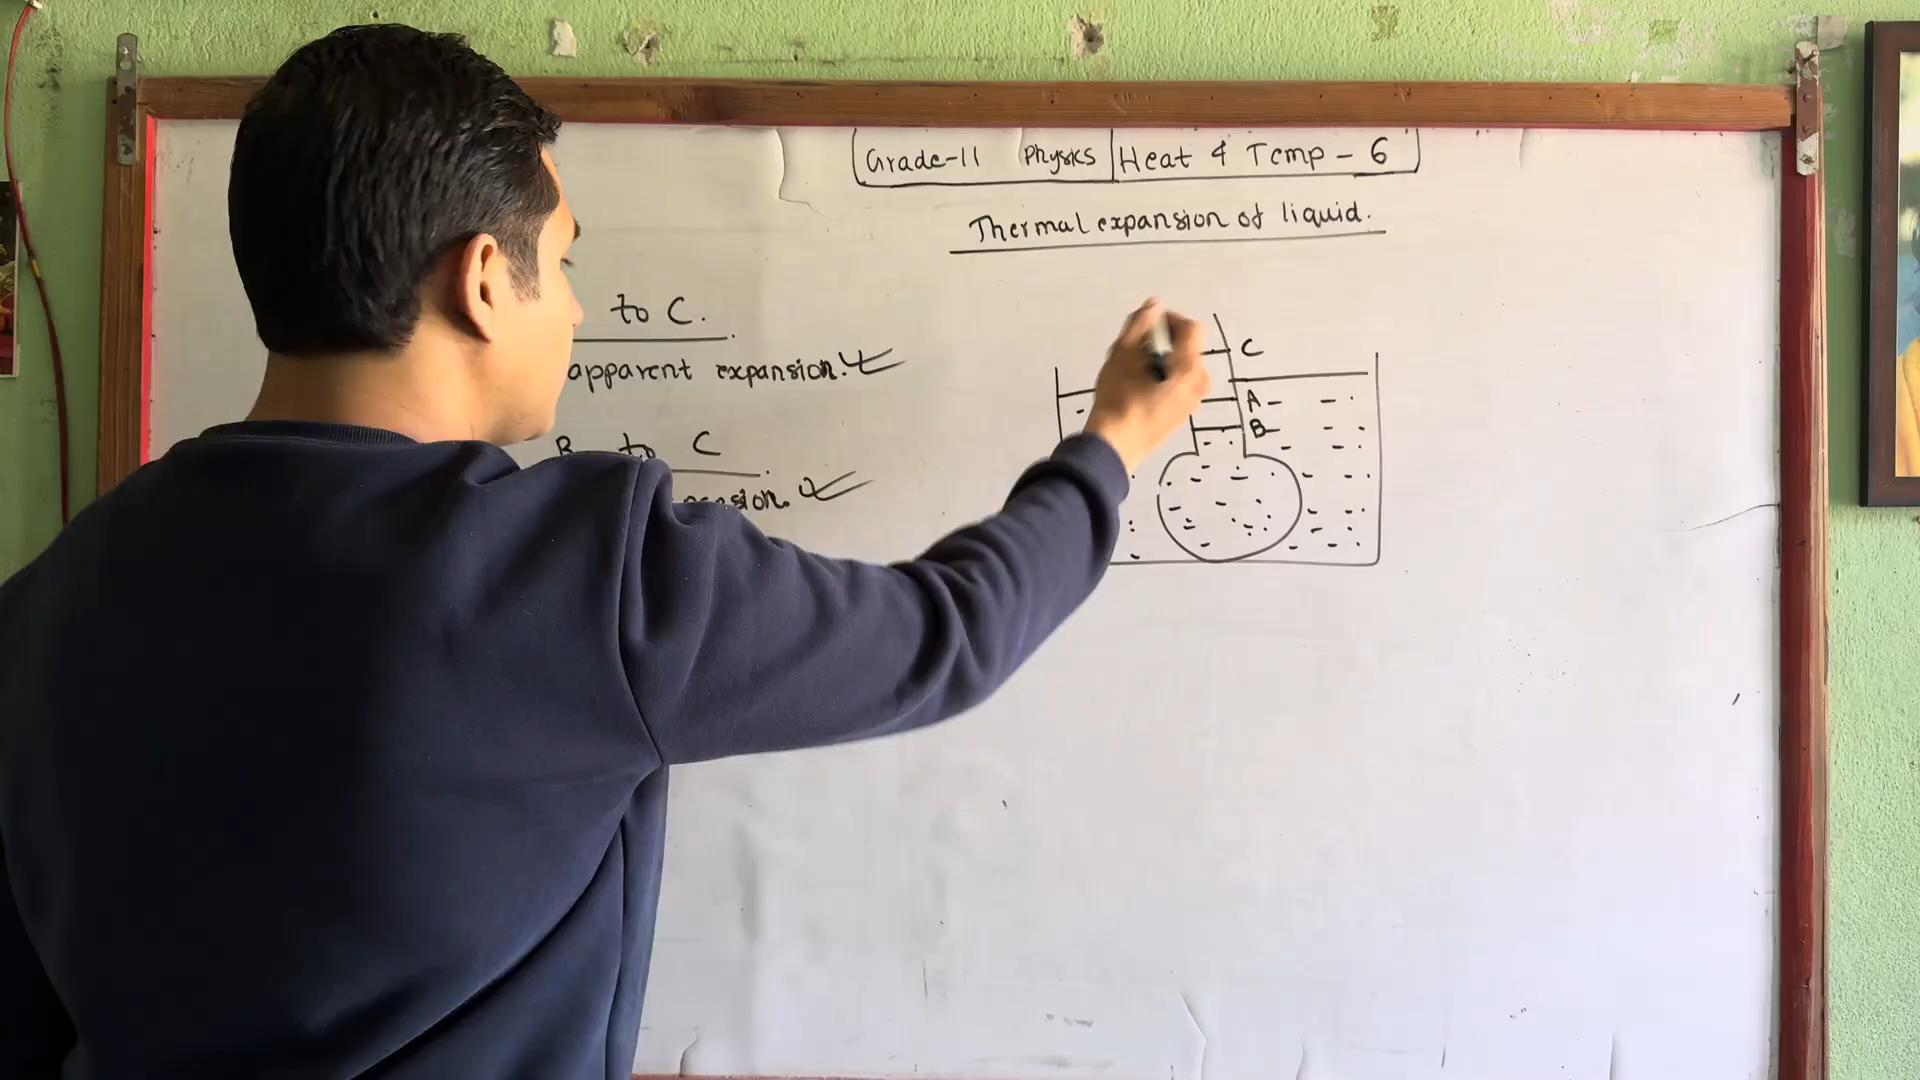 Grade-11 Physics Heat & Temp - 6
Thermal expansion of liquid.
to C.
apparent expansion.
B to C
C
A
B